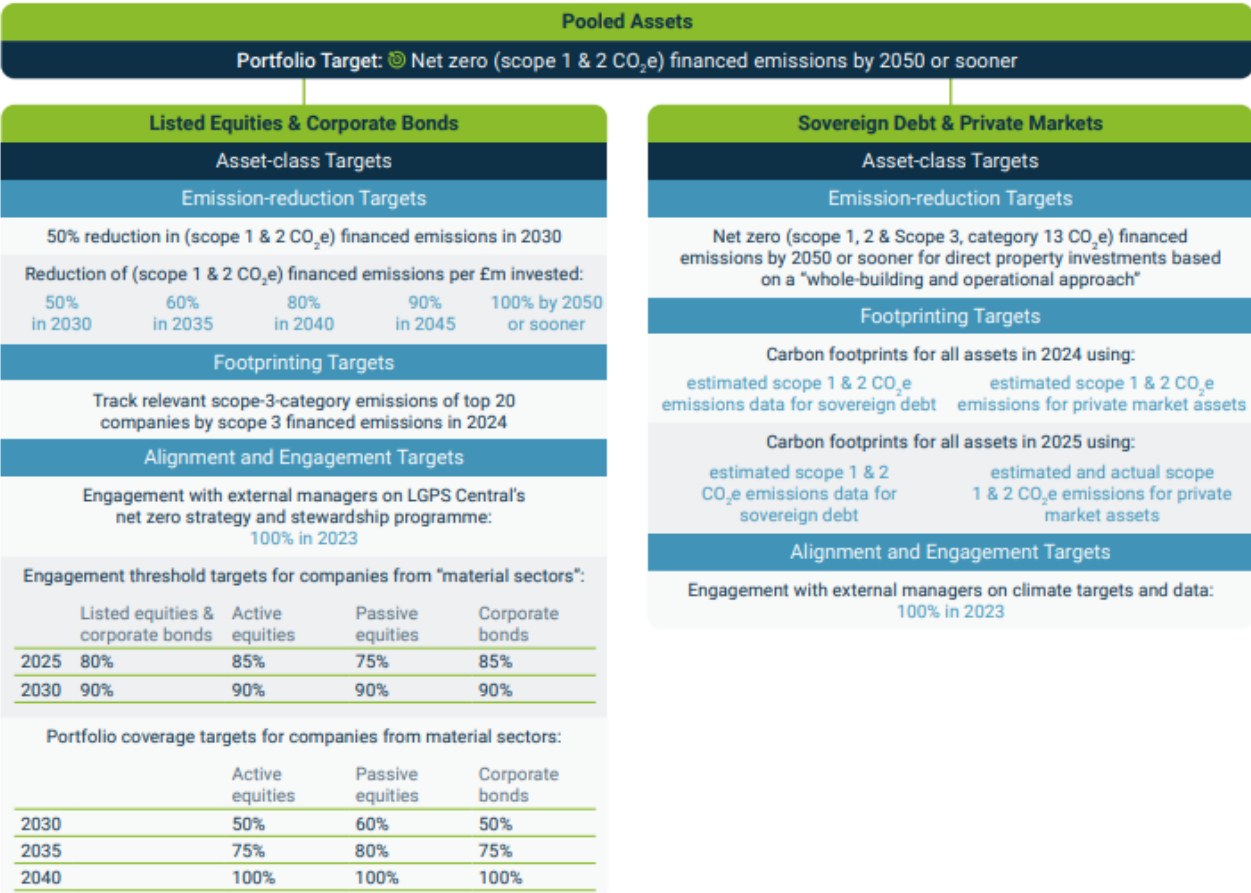 Pooled Assets
Portfolio Target: Net zero (scope 1 & 2 CO₂e) financed emissions by 2050 or sooner
Listed Equities & Corporate Bonds
Asset-class Targets
Emission-reduction Targets
50% reduction in (scope 1 & 2 CO₂e) financed emissions in 2030
Reduction of (scope 1 & 2 CO₂e) financed emissions per £m invested:
50% 60% 80% 90% 100% by 2050
in 2030 in 2035 in 2040 in 2045 or sooner
Footprinting Targets
Track relevant scope-3-category emissions of top 20
companies by scope 3 financed emissions in 2024
Alignment and Engagement Targets
Engagement with external managers on LGPS Central's
net zero strategy and stewardship programme:
100% in 2023
Engagement threshold targets for companies from “material sectors”:
Listed equities & Active Passive Corporate
corporate bonds equities equities bonds
2025 80% 85% 75% 85%
2030 90% 90% 90% 90%
Portfolio coverage targets for companies from material sectors:
Active Passive Corporate
equities equities bonds
2030 50% 60% 50%
2035 75% 80% 75%
2040 100% 100% 100%
Sovereign Debt & Private Markets
Asset-class Targets
Emission-reduction Targets
Net zero (scope 1, 2 & Scope 3, category 13 CO₂e) financed
emissions by 2050 or sooner for direct property investments based
on a “whole-building and operational approach”
Footprinting Targets
Carbon footprints for all assets in 2024 using:
estimated scope 1 & 2 CO₂e estimated scope 1 & 2 CO₂e
emissions data for sovereign debt emissions for private market assets
Carbon footprints for all assets in 2025 using:
estimated scope 1 & 2 estimated and actual scope
CO₂e emissions data for 1 & 2 CO₂e emissions for private
sovereign debt market assets
Alignment and Engagement Targets
Engagement with external managers on climate targets and data:
100% in 2023